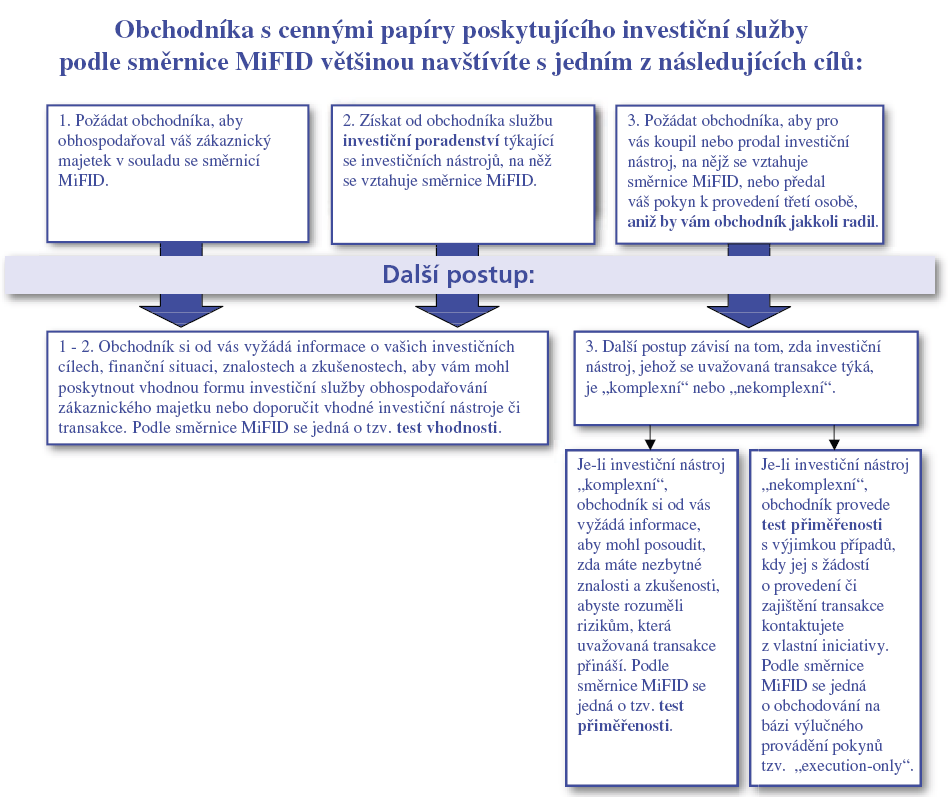 Obchodníka s cennými papíry poskytujícího investiční služby
podle směrnice MiFID většinou navštívíte s jedním z následujících cílů:
1. Požádat obchodníka, aby
obhospodařoval váš zákaznický
majetek v souladu se směrnicí
MiFID.
2. Získat od obchodníka službu
investiční poradenství týkající
se investičních nástrojů, na něž
se vztahuje směrnice MiFID.
3. Požádat obchodníka, aby pro
vás koupil nebo prodal investiční
nástroj, na nějž se vztahuje
směrnice MiFID, nebo předal
váš pokyn k provedení třetí osobě,
aniž by vám obchodník jakkoli radil.
Další postup:
1 - 2. Obchodník si od vás vyžádá informace o vašich investičních
cílech, finanční situaci, znalostech a zkušenostech, aby vám mohl
poskytnout vhodnou formu investiční služby obhospodařování
zákaznického majetku nebo doporučit vhodné investiční nástroje či
transakce. Podle směrnice MiFID se jedná o tzv. test vhodnosti.
3. Další postup závisí na tom, zda investiční
nástroj, jehož se uvažovaná transakce týká,
je „komplexní“ nebo „nekomplexní“.
Je-li investiční nástroj
„komplexní“,
obchodník si od vás
vyžádá informace,
aby mohl posoudit,
zda máte nezbytné
znalosti a zkušenosti,
abyste rozuměli
rizikům, která
uvažovaná transakce
přináší. Podle
směrnice MiFID se
jedná o tzv. test
přiměřenosti.
Je-li investiční nástroj
„nekomplexní“,
obchodník provede
test přiměřenosti
s výjimkou případů,
kdy jej s žádostí
o provedení či
zajištění transakce
kontaktujete
z vlastní iniciativy.
Podle směrnice
MiFID se jedná
o obchodování na
bázi výlučného
provádění pokynů
tzv. „execution-only“.